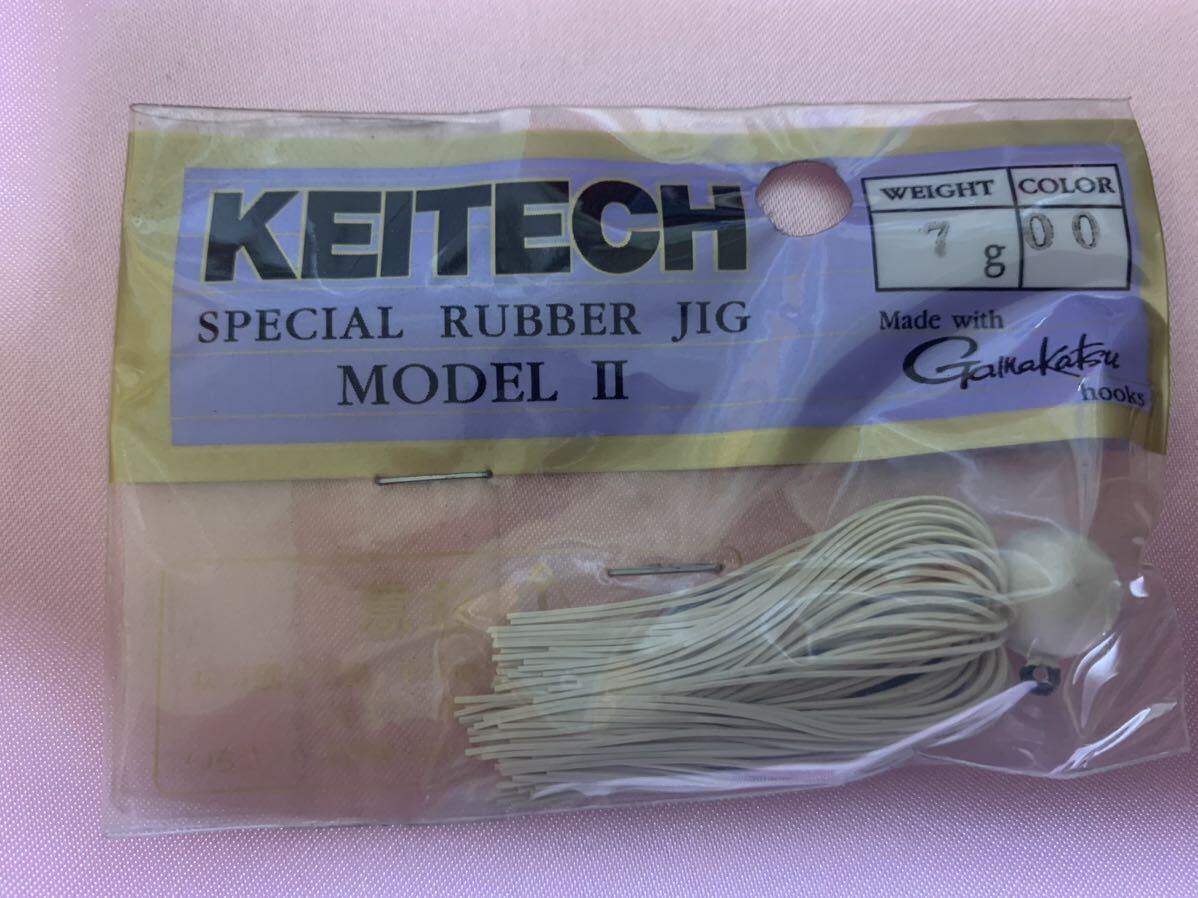 KEITECH
SPECIAL RUBBER JIG
MODEL II
WEIGHT COLOR
7 g 00
Made with
Gamakatsu
hooks